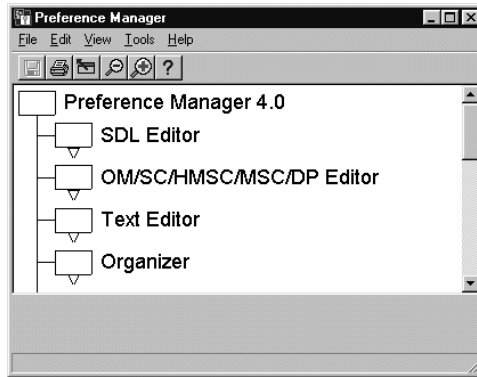 Preference Manager
File Edit View Tools Help
?
Preference Manager 4.0
SDL Editor
OM/SC/HMSC/MSC/DP Editor
Text Editor
Organizer